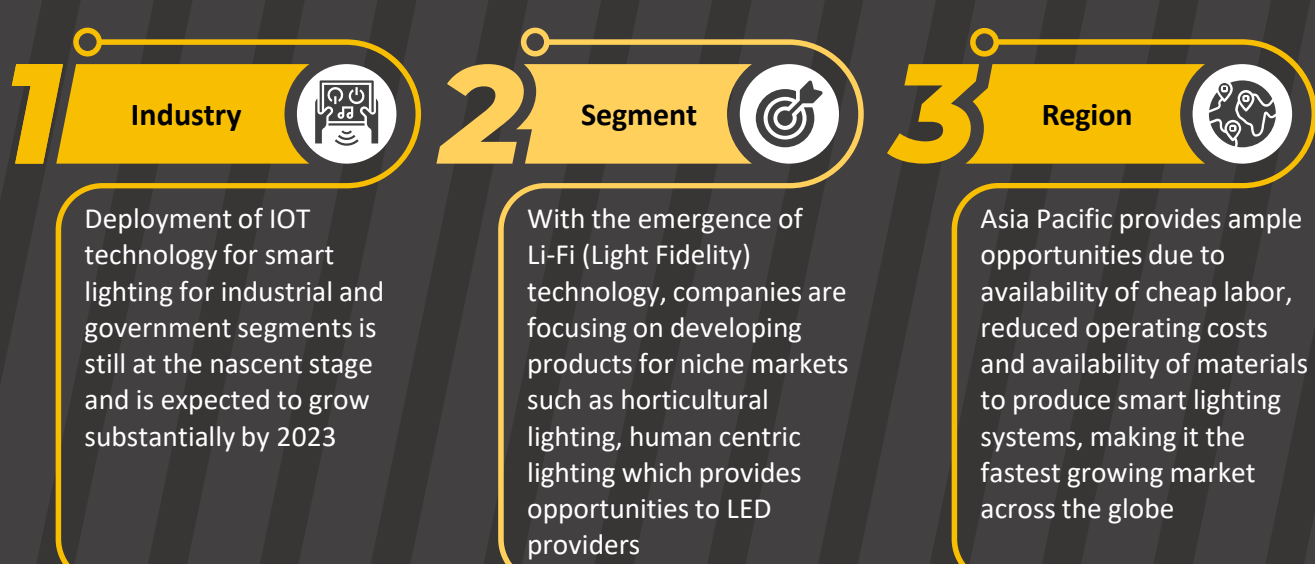 1
Industry
Deployment of IOT
technology for smart
lighting for industrial and
government segments is
still at the nascent stage
and is expected to grow
substantially by 2023
2
Segment
With the emergence of
Li-Fi (Light Fidelity)
technology, companies are
focusing on developing
products for niche markets
such as horticultural
lighting, human centric
lighting which provides
opportunities to LED
providers
3
Region
Asia Pacific provides ample
opportunities due to
availability of cheap labor,
reduced operating costs
and availability of materials
to produce smart lighting
systems, making it the
fastest growing market
across the globe